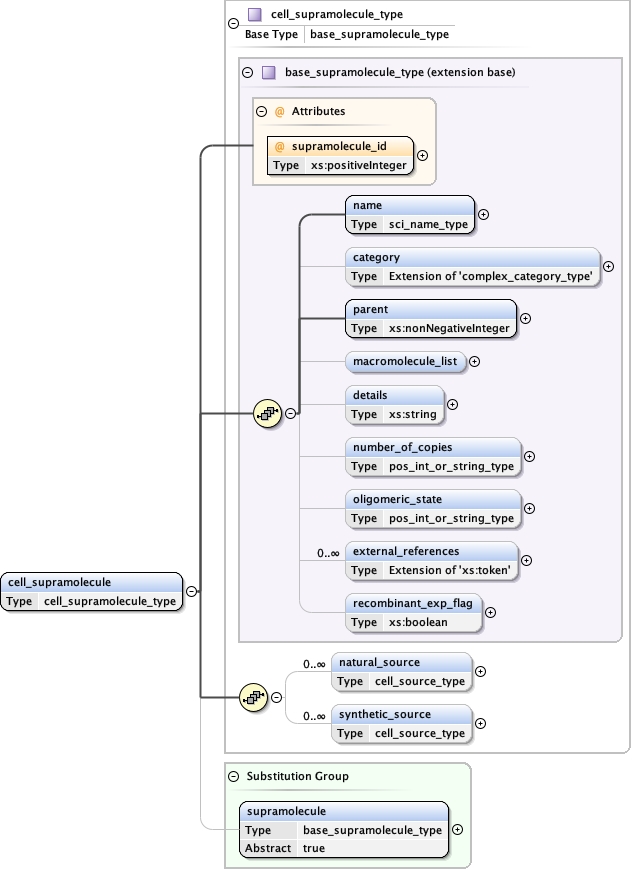 cell_supramolecule_type
Base Type base_supramolecule_type
base_supramolecule_type (extension base)
@ Attributes
@ supramolecule_id
Type xs:positiveInteger
name
Type sci_name_type
category
Type Extension of 'complex_category_type'
parent
Type xs:nonNegativeInteger
macromolecule_list
details
Type xs:string
number_of_copies
Type pos_int_or_string_type
oligomeric_state
Type pos_int_or_string_type
0..∞ external_references
Type Extension of 'xs:token'
recombinant_exp_flag
Type xs:boolean
cell_supramolecule
Type cell_supramolecule_type
0..∞ natural_source
Type cell_source_type
0..∞ synthetic_source
Type cell_source_type
Substitution Group
supramolecule
Type base_supramolecule_type
Abstract true